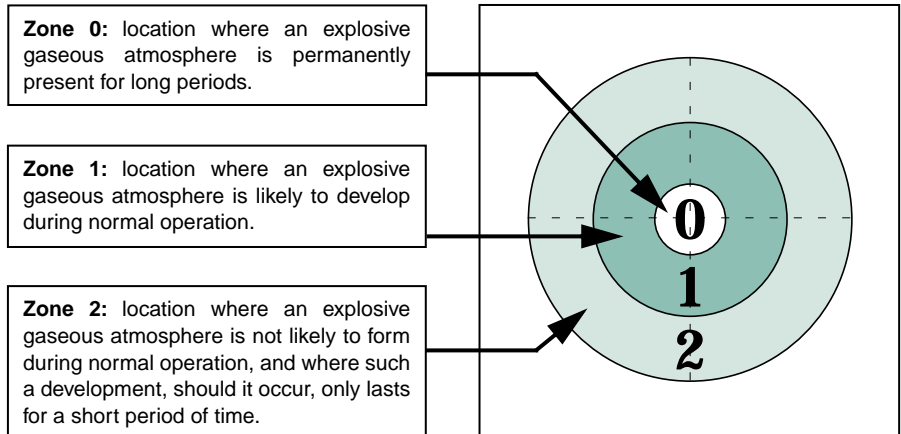 Zone 0: location where an explosive
gaseous atmosphere is permanently
present for long periods.
Zone 1: location where an explosive
gaseous atmosphere is likely to develop
during normal operation.
Zone 2: location where an explosive
gaseous atmosphere is not likely to form
during normal operation, and where such
a development, should it occur, only lasts
for a short period of time.
0
1
2